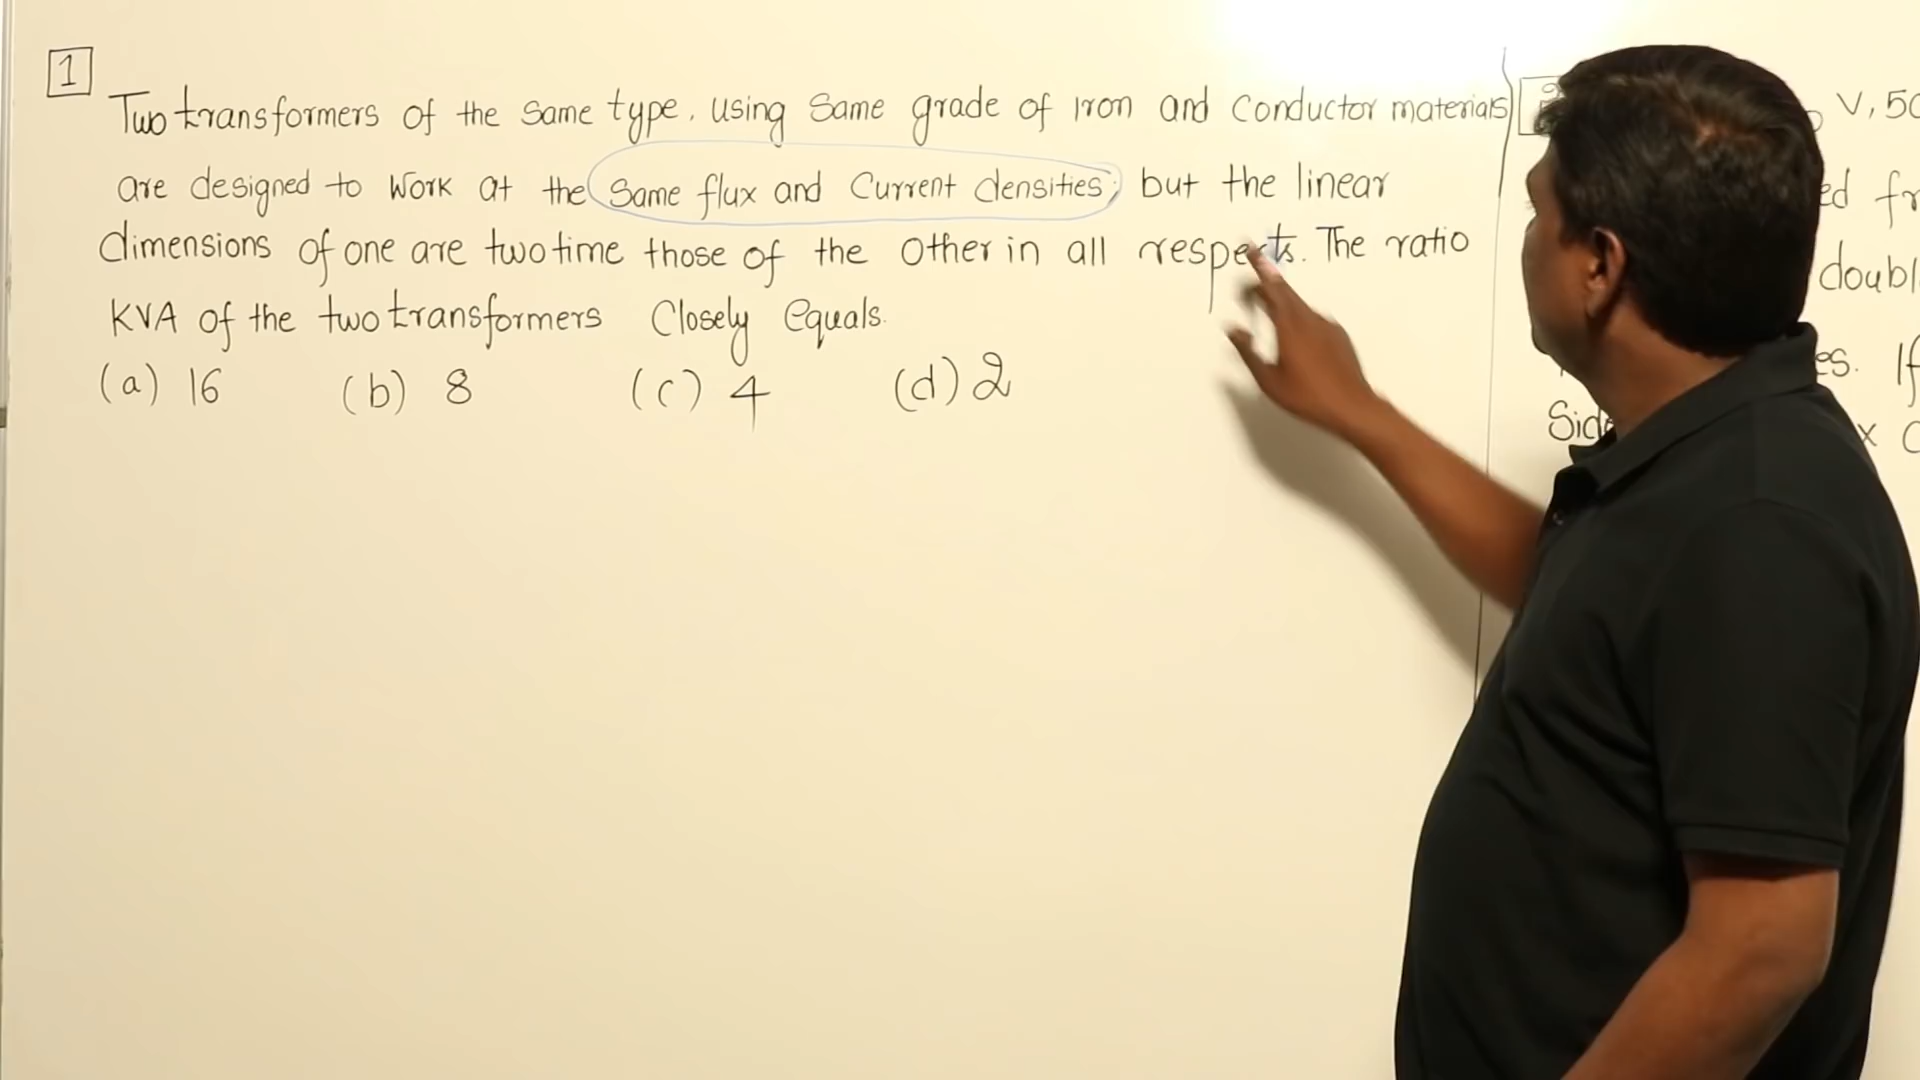 1
Two transformers of the same type, using same grade of iron and conductor materials
are designed to work at the same flux and current densities; but the linear
dimensions of one are two time those of the other in all respects. The ratio
KVA of the two transformers closely equals.
(a) 16 (b) 8 (c) 4 (d) 2
V, 50
ed fr
doubl
es. If
Side
x